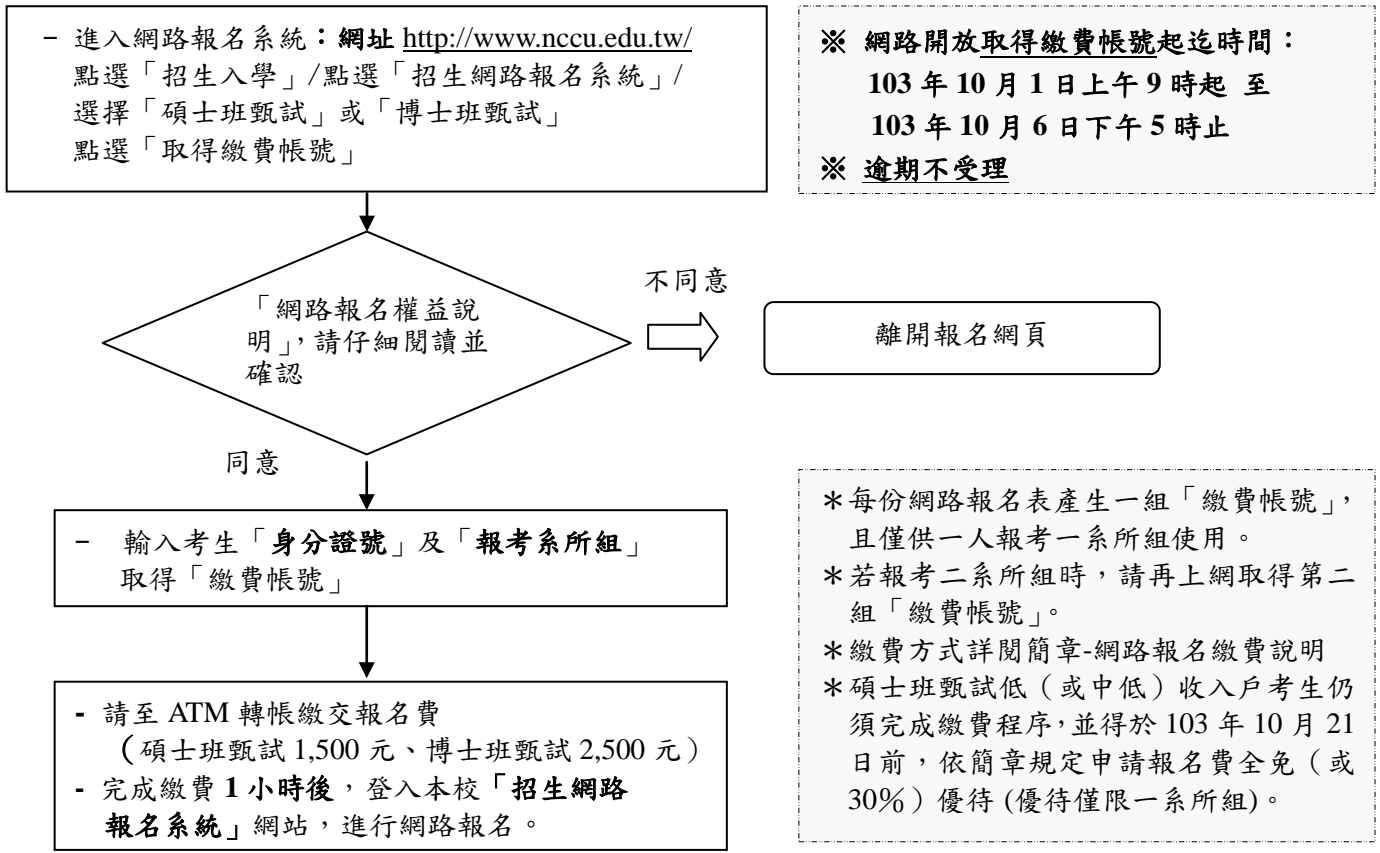 - 進入網路報名系統：網址 http://www.nccu.edu.tw/
點選「招生入學」/點選「招生網路報名系統」/
選擇「碩士班甄試」或「博士班甄試」
點選「取得繳費帳號」
※ 網路開放取得繳費帳號起迄時間：
103 年 10 月 1 日上午 9 時起 至
103 年 10 月 6 日下午 5 時止
※ 逾期不受理
「網路報名權益說
明」，請仔細閱讀並
確認
不同意
離開報名網頁
同意
- 輸入考生「身分證號」及「報考系所組」
取得「繳費帳號」
- 請至 ATM 轉帳繳交報名費
（碩士班甄試 1,500 元、博士班甄試 2,500 元）
- 完成繳費 1 小時後，登入本校「招生網路
報名系統」網站，進行網路報名。
＊每份網路報名表產生一組「繳費帳號」，
且僅供一人報考一系所組使用。
＊若報考二系所組時，請再上網取得第二
組「繳費帳號」。
＊繳費方式詳閱簡章-網路報名繳費說明
＊碩士班甄試低（或中低）收入戶考生仍
須完成繳費程序，並得於 103 年 10 月 21
日前，依簡章規定申請報名費全免（或
30％）優待 (優待僅限一系所組)。